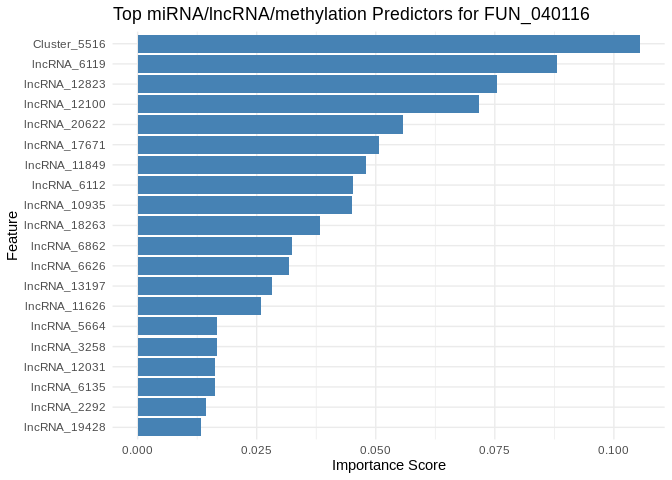 Top miRNA/lncRNA/methylation Predictors for FUN_040116
Feature
Cluster_5516
lncRNA_6119
lncRNA_12823
lncRNA_12100
lncRNA_20622
lncRNA_17671
lncRNA_11849
lncRNA_6112
lncRNA_10935
lncRNA_18263
lncRNA_6862
lncRNA_6626
lncRNA_13197
lncRNA_11626
lncRNA_5664
lncRNA_3258
lncRNA_12031
lncRNA_6135
lncRNA_2292
lncRNA_19428
0.000 0.025 0.050 0.075 0.100
Importance Score